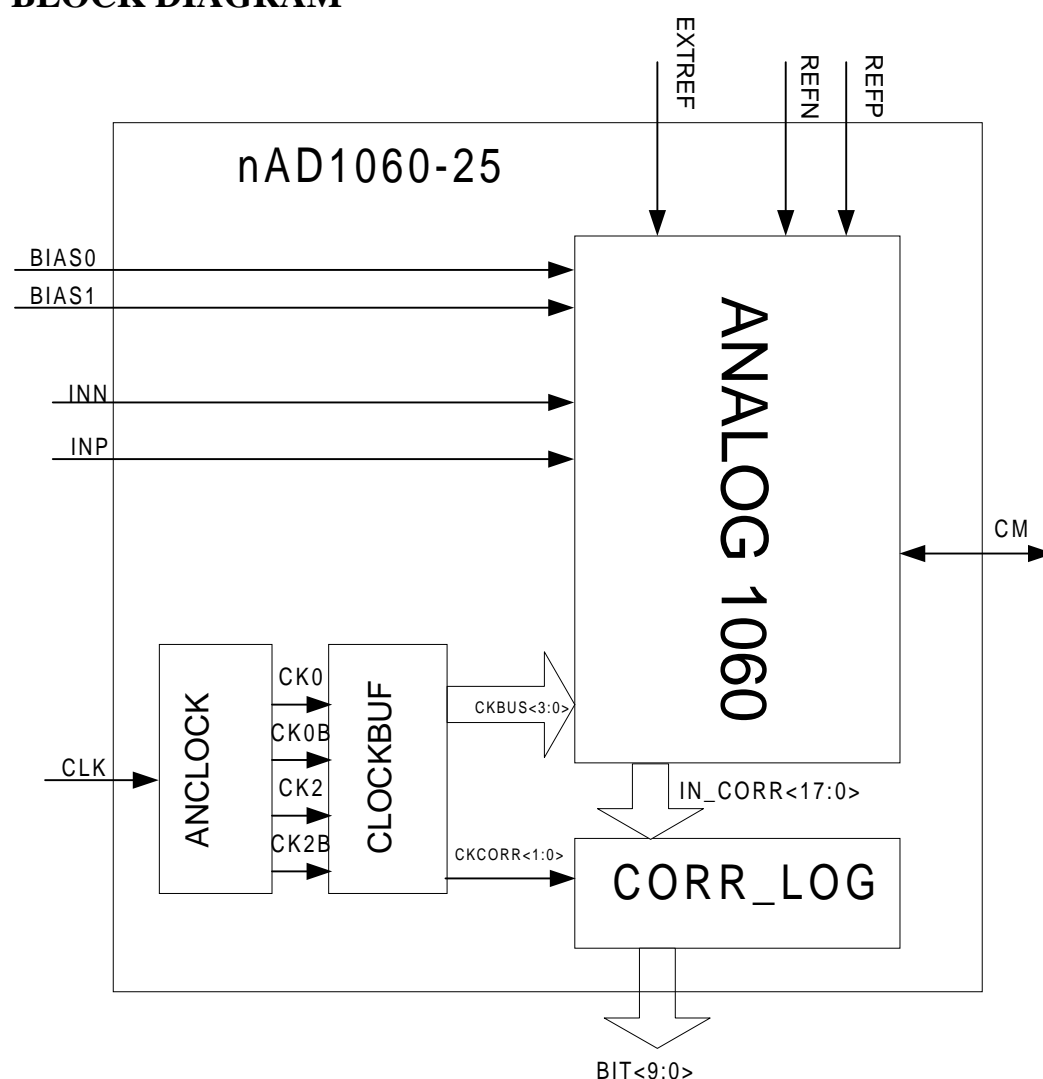 BLOCK DIAGRAM
EXTREF
REFN
REFP
nAD1060-25
BIAS0
BIAS1
INN
INP
ANALOG 1060
CM
CLK
ANCLOCK
CK0
CK0B
CK2
CK2B
CLOCKBUF
CKBUS<3:0>
CKCORR<1:0>
IN_CORR<17:0>
CORR_LOG
BIT<9:0>